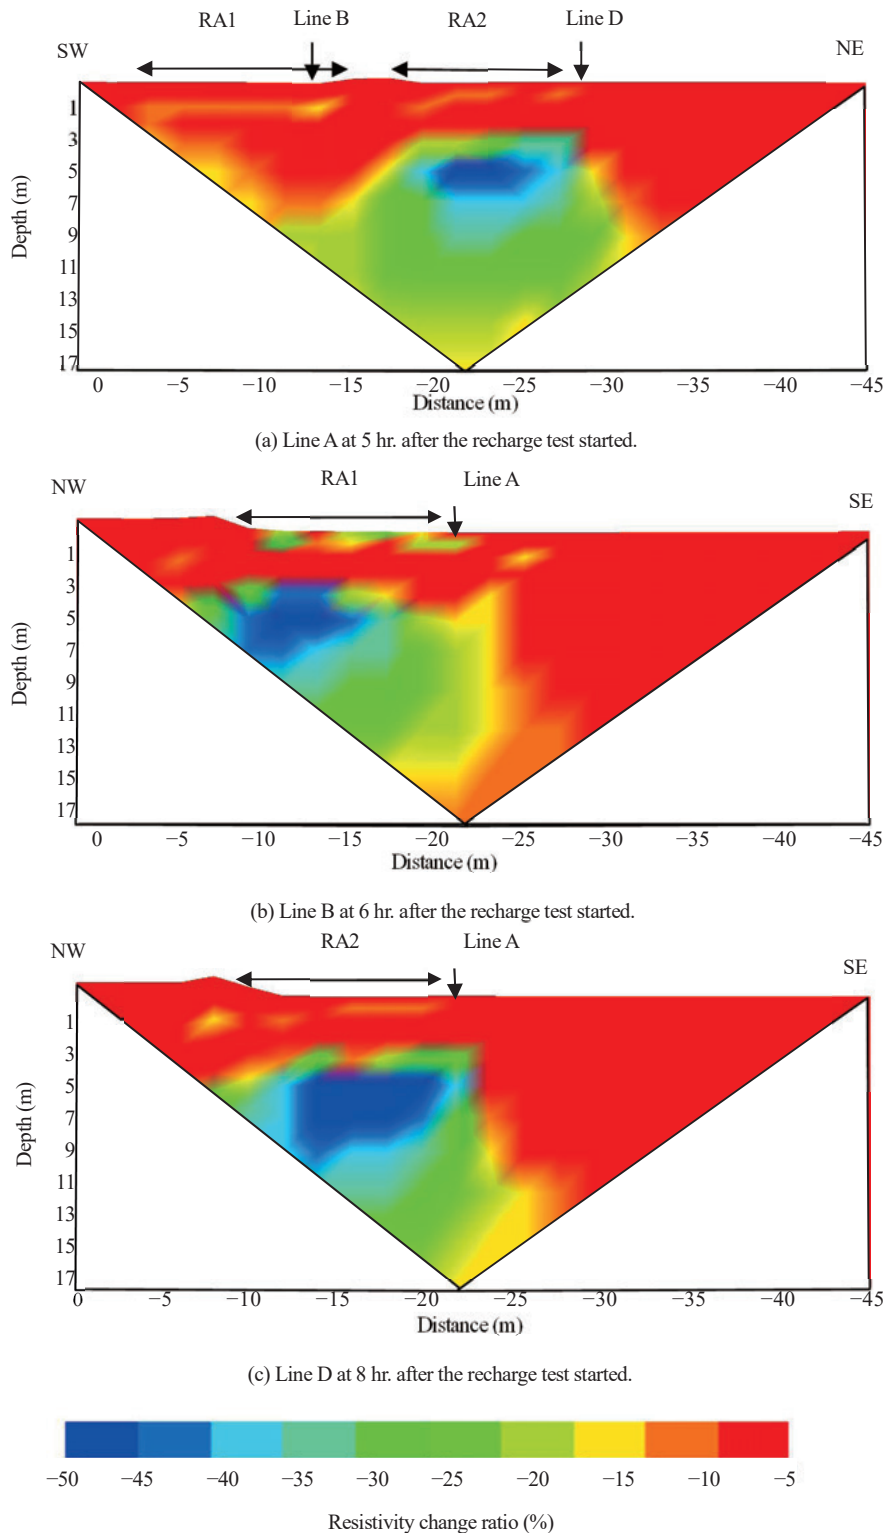 RA1 Line B RA2 Line D
SW NE
1
3
5
7
9
11
13
15
17
Depth (m)
0 −5 −10 −15 −20 −25 −30 −35 −40 −45
Distance (m)
(a) Line A at 5 hr. after the recharge test started.
NW RA1 Line A SE
1
3
5
7
9
11
13
15
17
Depth (m)
0 −5 −10 −15 −20 −25 −30 −35 −40 −45
Distance (m)
(b) Line B at 6 hr. after the recharge test started.
NW RA2 Line A SE
1
3
5
7
9
11
13
15
17
Depth (m)
0 −5 −10 −15 −20 −25 −30 −35 −40 −45
Distance (m)
(c) Line D at 8 hr. after the recharge test started.
−50 −45 −40 −35 −30 −25 −20 −15 −10 −5
Resistivity change ratio (%)